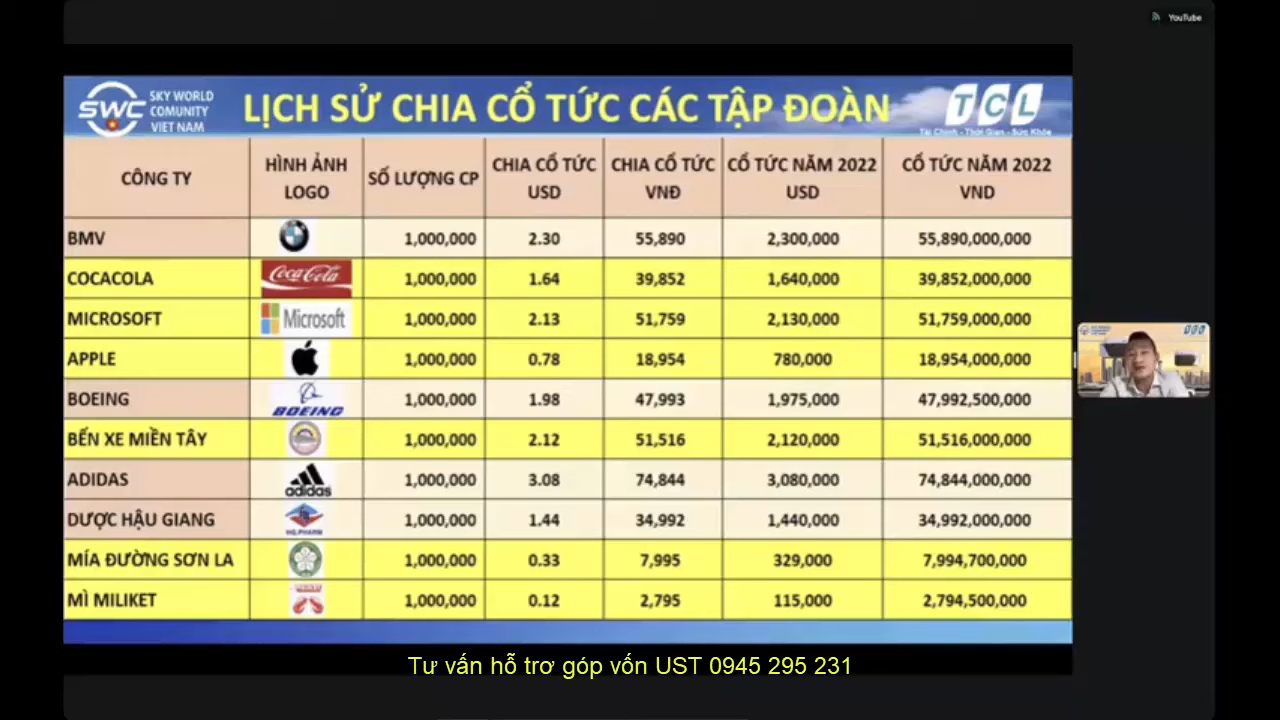 YouTube
SWC SKY WORLD COMUNITY VIET NAM
LỊCH SỬ CHIA CỔ TỨC CÁC TẬP ĐOÀN
TCL
Tài Chính - Thời Gian - Sức Khỏe
CÔNG TY HÌNH ẢNH LOGO SỐ LƯỢNG CP CHIA CỔ TỨC USD CHIA CỔ TỨC VNĐ CỔ TỨC NĂM 2022 USD CỔ TỨC NĂM 2022 VND
BMV 1,000,000 2.30 55,890 2,300,000 55,890,000,000
COCACOLA Coca-Cola 1,000,000 1.64 39,852 1,640,000 39,852,000,000
MICROSOFT Microsoft 1,000,000 2.13 51,759 2,130,000 51,759,000,000
APPLE 1,000,000 0.78 18,954 780,000 18,954,000,000
BOEING BOEING 1,000,000 1.98 47,993 1,975,000 47,992,500,000
BẾN XE MIỀN TÂY 1,000,000 2.12 51,516 2,120,000 51,516,000,000
ADIDAS adidas 1,000,000 3.08 74,844 3,080,000 74,844,000,000
DƯỢC HẬU GIANG 1,000,000 1.44 34,992 1,440,000 34,992,000,000
MÍA ĐƯỜNG SƠN LA 1,000,000 0.33 7,995 329,000 7,994,700,000
MÌ MILIKET 1,000,000 0.12 2,795 115,000 2,794,500,000
Tư vấn hỗ trơ góp vốn UST 0945 295 231